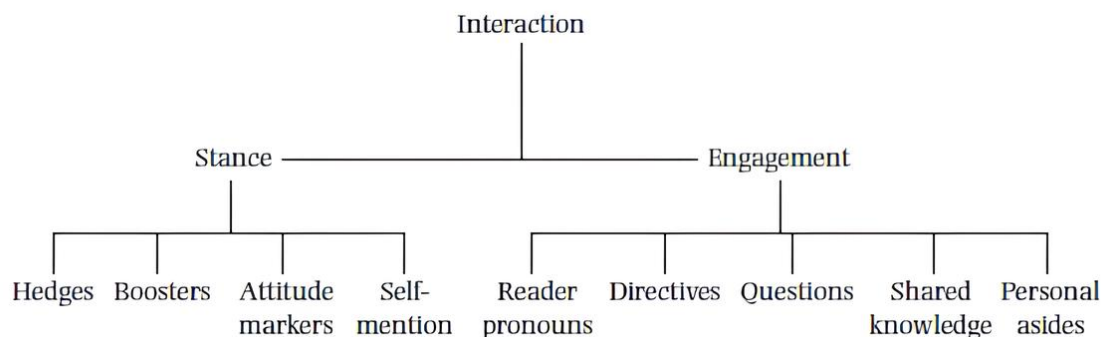 Interaction
Stance Engagement
Hedges Boosters Attitude Self- Reader Directives Questions Shared Personal
markers mention pronouns knowledge asides